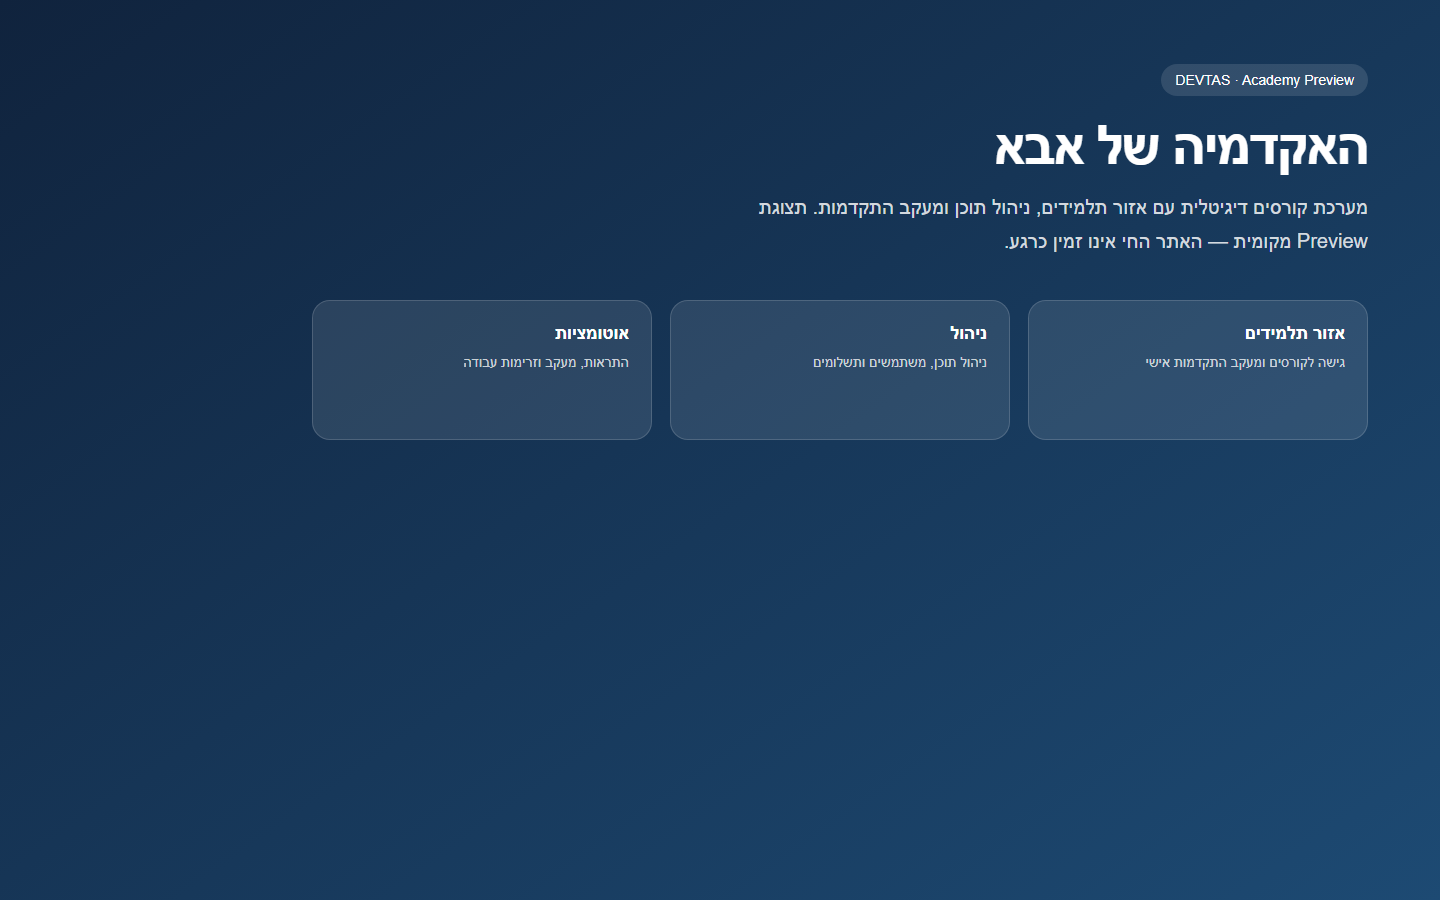 DEVTAS · Academy Preview
האקדמיה של אבא
מערכת קורסים דיגיטלית עם אזור תלמידים, ניהול תוכן ומעקב התקדמות. תצוגת
Preview מקומית — האתר החי אינו זמין כרגע.
אזור תלמידים
גישה לקורסים ומעקב התקדמות אישי
ניהול
ניהול תוכן, משתמשים ותשלומים
אוטומציות
התראות, מעקב וזרימות עבודה